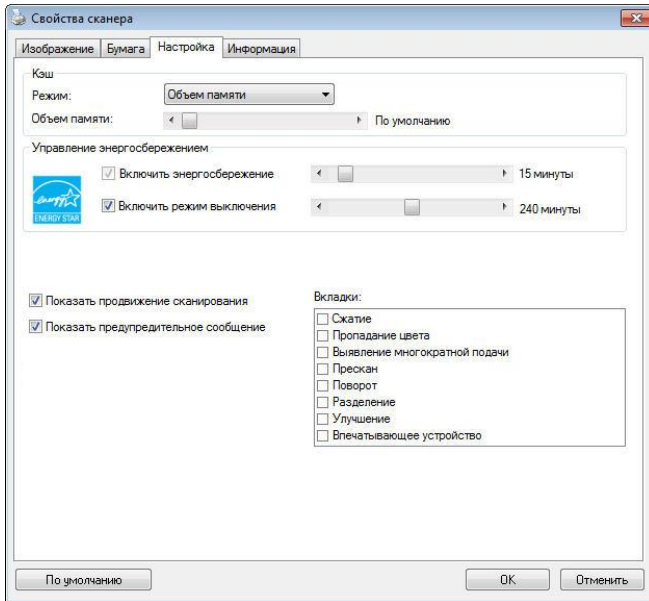 Свойства сканера
Изображение Бумага Настройка Информация
Кэш
Режим: Объем памяти
Объем памяти: По умолчанию
Управление энергосбережением
Включить энергосбережение 15 минуты
Включить режим выключения 240 минуты
energy
ENERGY STAR
Показать продвижение сканирования
Показать предупредительное сообщение
Вкладки:
Сжатие
Пропадание цвета
Выявление многократной подачи
Прескан
Поворот
Разделение
Улучшение
Впечатывающее устройство
По умолчанию OK Отменить